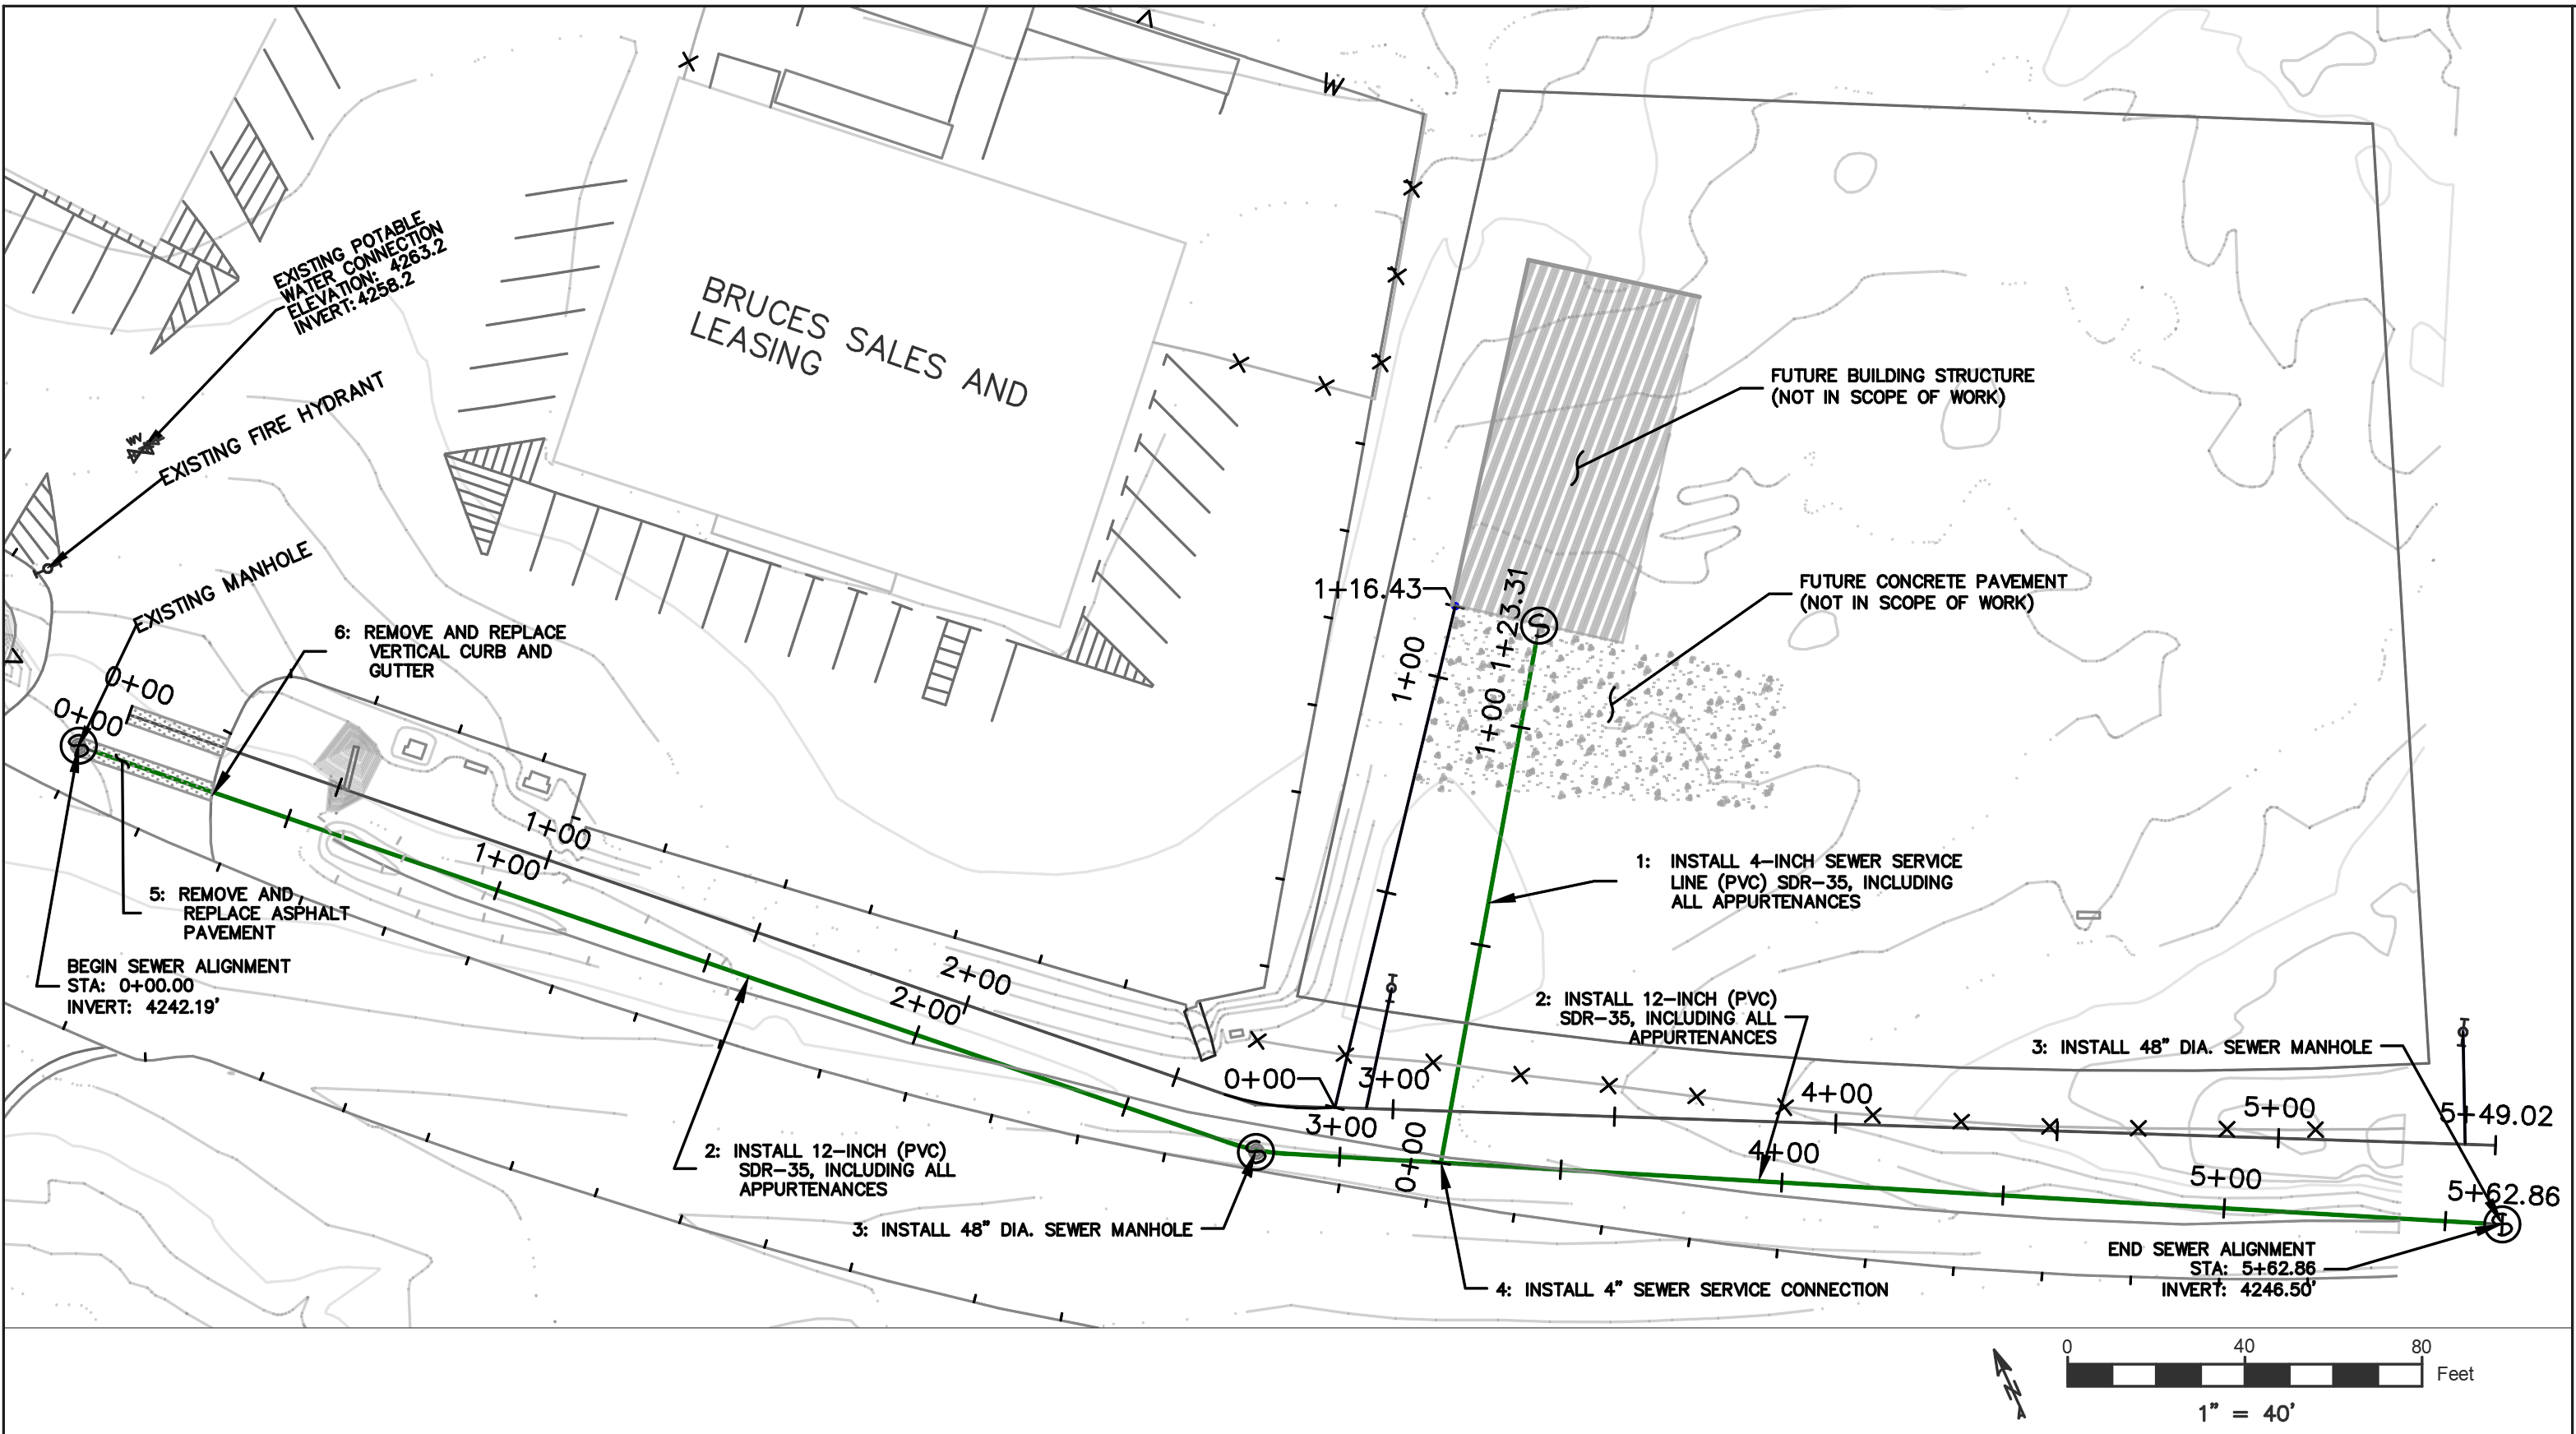 W
EXISTING POTABLE
WATER CONNECTION
ELEVATION: 4263.2
INVERT: 4258.2
BRUCES SALES AND
LEASING
WV
EXISTING FIRE HYDRANT
FUTURE BUILDING STRUCTURE
(NOT IN SCOPE OF WORK)
EXISTING MANHOLE
1+16.43
1+23.31
S
FUTURE CONCRETE PAVEMENT
(NOT IN SCOPE OF WORK)
6: REMOVE AND REPLACE
VERTICAL CURB AND
GUTTER
1+00
1+00
0+00
0+00
S
1+00
1+00
1: INSTALL 4-INCH SEWER SERVICE
LINE (PVC) SDR-35, INCLUDING
ALL APPURTENANCES
5: REMOVE AND
REPLACE ASPHALT
PAVEMENT
BEGIN SEWER ALIGNMENT
STA: 0+00.00
INVERT: 4242.19'
2+00
2+00
2: INSTALL 12-INCH (PVC)
SDR-35, INCLUDING ALL
APPURTENANCES
3: INSTALL 48" DIA. SEWER MANHOLE
0+00
3+00
4+00
5+00
5+49.02
3+00
0+00
4+00
5+00
5+62.86
2: INSTALL 12-INCH (PVC)
SDR-35, INCLUDING ALL
APPURTENANCES
S
S
3: INSTALL 48" DIA. SEWER MANHOLE
END SEWER ALIGNMENT
STA: 5+62.86
INVERT: 4246.50'
4: INSTALL 4" SEWER SERVICE CONNECTION
0 40 80
Feet
N
1" = 40'